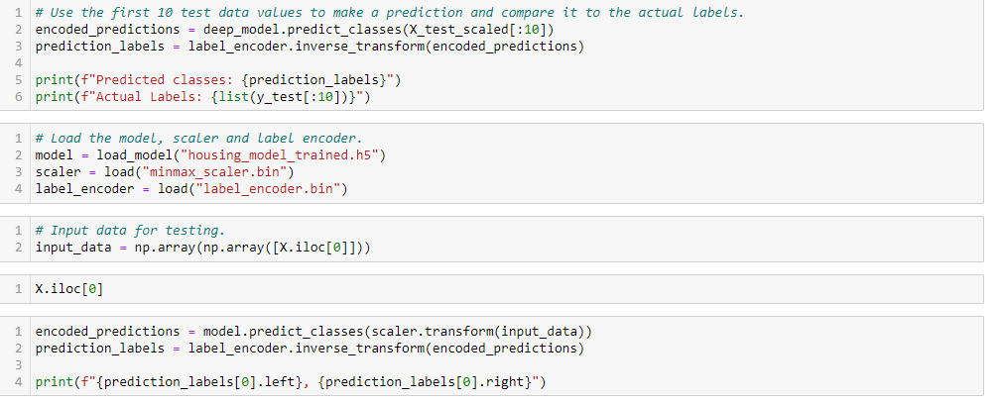 1 # Use the first 10 test data values to make a prediction and compare it to the actual labels.
2 encoded_predictions = deep_model.predict_classes(X_test_scaled[:10])
3 prediction_labels = label_encoder.inverse_transform(encoded_predictions)
4
5 print(f"Predicted classes: {prediction_labels}")
6 print(f"Actual Labels: {list(y_test[:10])}")
1 # Load the model, scaler and label encoder.
2 model = load_model("housing_model_trained.h5")
3 scaler = load("minmax_scaler.bin")
4 label_encoder = load("label_encoder.bin")
1 # Input data for testing.
2 input_data = np.array(np.array([X.iloc[0]]))
1 X.iloc[0]
1 encoded_predictions = model.predict_classes(scaler.transform(input_data))
2 prediction_labels = label_encoder.inverse_transform(encoded_predictions)
3
4 print(f"{prediction_labels[0].left}, {prediction_labels[0].right}")